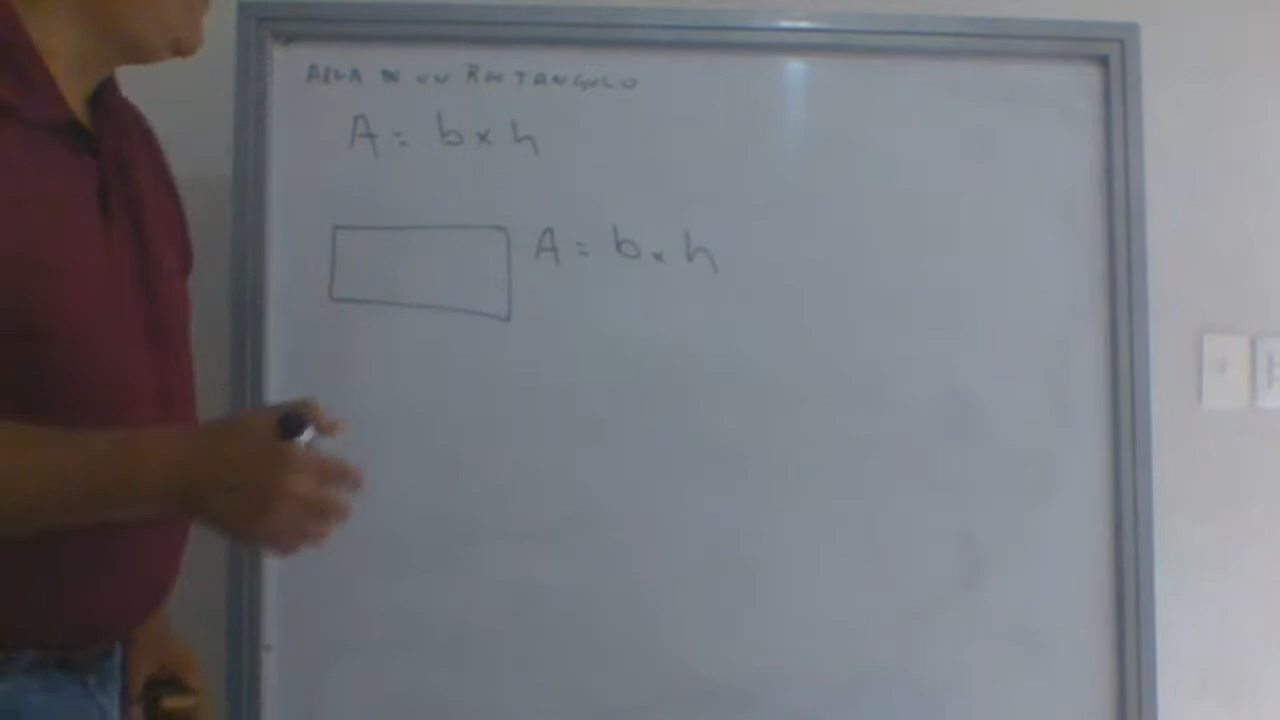 AREA DE UN RECTANGULO
A = b x h
A = b x h